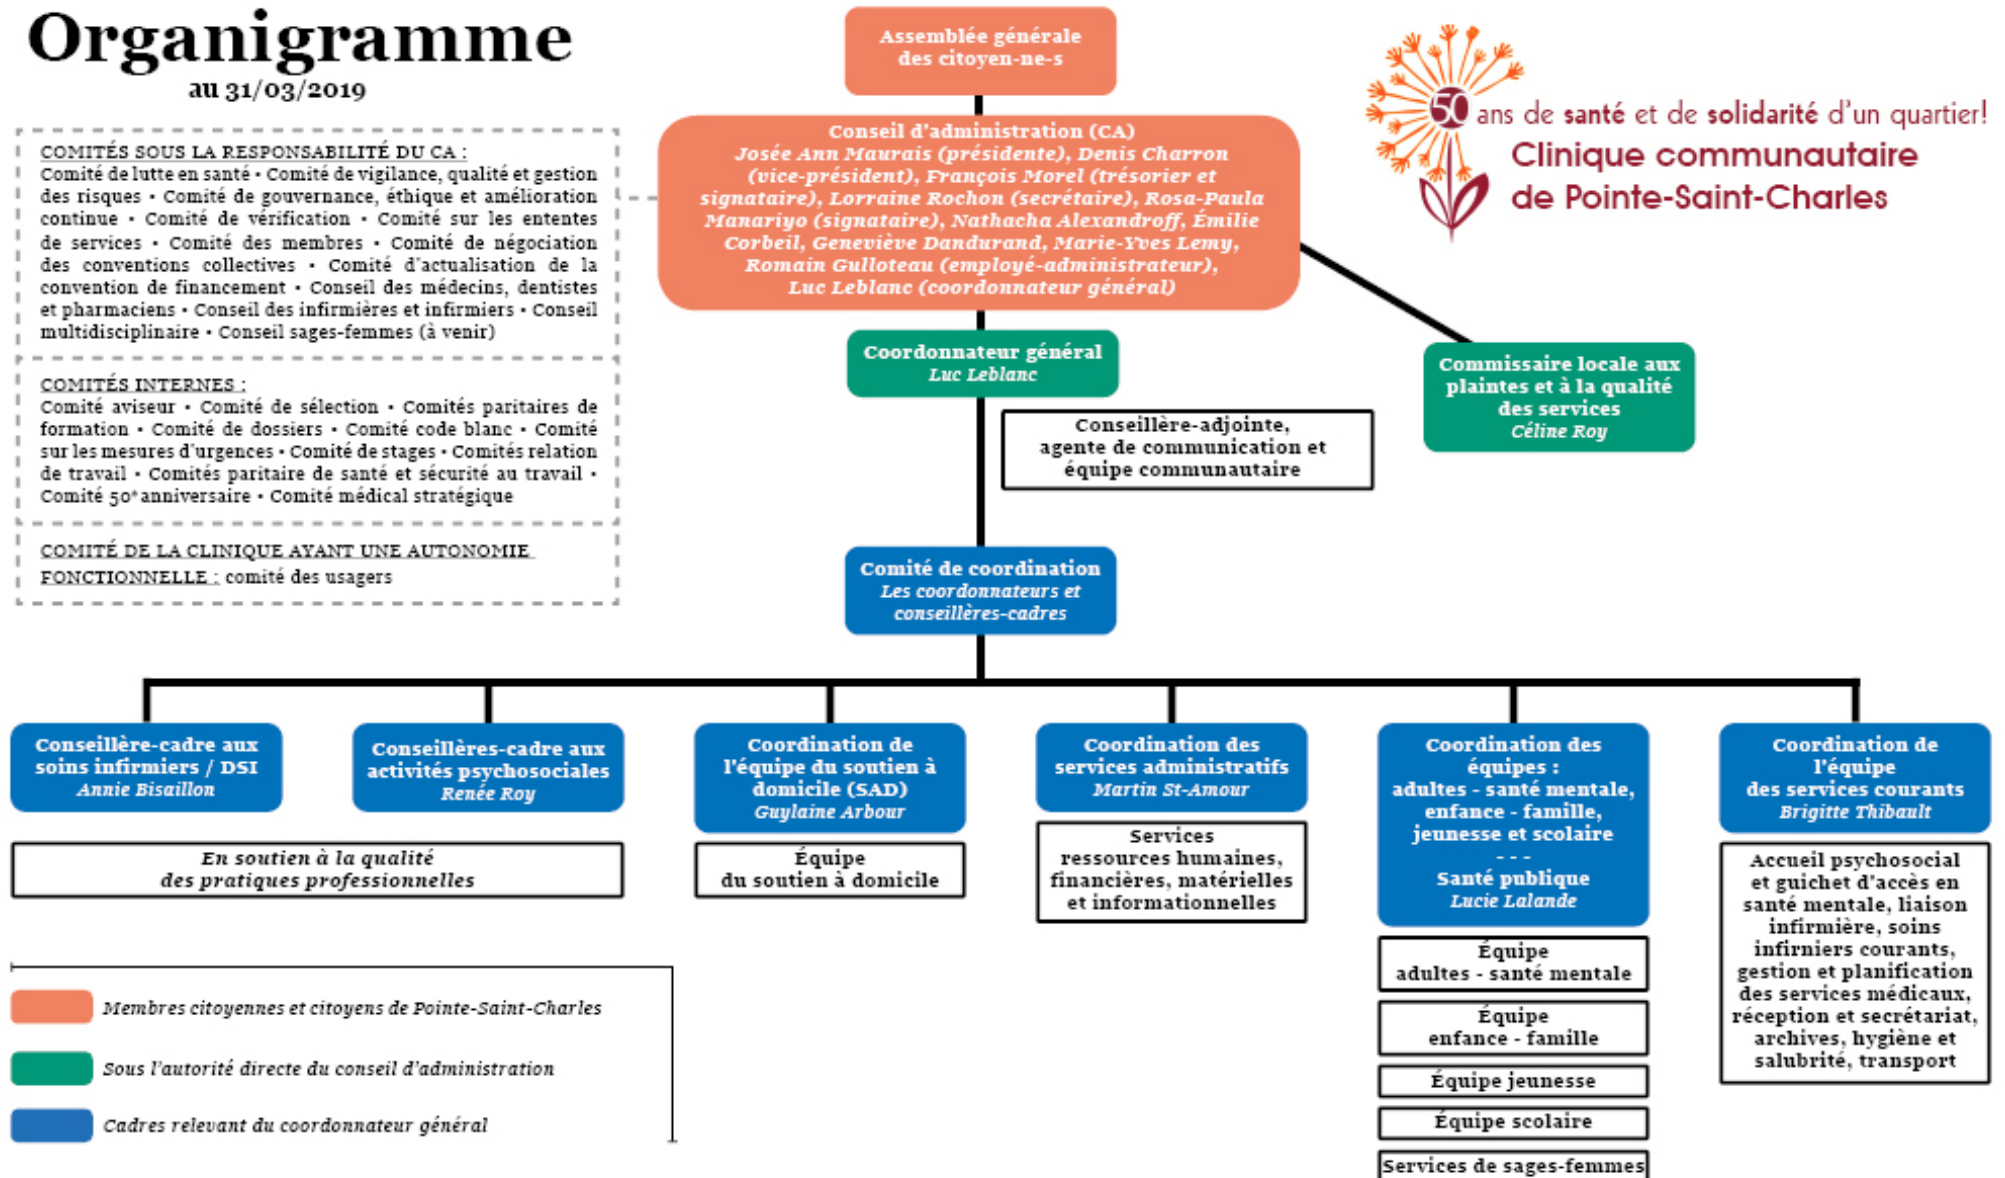 Organigramme
au 31/03/2019
COMITÉS SOUS LA RESPONSABILITÉ DU CA :
Comité de lutte en santé • Comité de vigilance, qualité et gestion
des risques • Comité de gouvernance, éthique et amélioration
continue • Comité de vérification • Comité sur les ententes
de services • Comité des membres • Comité de négociation
des conventions collectives • Comité d'actualisation de la
convention de financement • Conseil des médecins, dentistes
et pharmaciens • Conseil des infirmières et infirmiers • Conseil
multidisciplinaire • Conseil sages-femmes (à venir)
COMITÉS INTERNES :
Comité aviseur • Comité de sélection • Comités paritaires de
formation • Comité de dossiers • Comité code blanc • Comité
sur les mesures d'urgences • Comité de stages • Comités relation
de travail • Comités paritaire de santé et sécurité au travail •
Comité 50e anniversaire • Comité médical stratégique
COMITÉ DE LA CLINIQUE AYANT UNE AUTONOMIE
FONCTIONNELLE : comité des usagers
Assemblée générale
des citoyen-ne-s
Conseil d'administration (CA)
Josée Ann Maurais (présidente), Denis Charron
(vice-président), François Morel (trésorier et
signataire), Lorraine Rochon (secrétaire), Rosa-Paula
Manariyo (signataire), Nathacha Alexandroff, Émilie
Corbeil, Geneviève Dandurand, Marie-Yves Lemy,
Romain Gulloteau (employé-administrateur),
Luc Leblanc (coordonnateur général)
50 ans de santé et de solidarité d'un quartier!
Clinique communautaire
de Pointe-Saint-Charles
Coordonnateur général
Luc Leblanc
Commissaire locale aux
plaintes et à la qualité
des services
Céline Roy
Conseillère-adjointe,
agente de communication et
équipe communautaire
Comité de coordination
Les coordonnateurs et
conseillères-cadres
Conseillère-cadre aux
soins infirmiers / DSI
Annie Bisaillon
Conseillères-cadre aux
activités psychosociales
Renée Roy
En soutien à la qualité
des pratiques professionnelles
Coordination de
l'équipe du soutien à
domicile (SAD)
Guylaine Arbour
Équipe
du soutien à domicile
Coordination des
services administratifs
Martin St-Amour
Services
ressources humaines,
financières, matérielles
et informationnelles
Coordination des
équipes :
adultes - santé mentale,
enfance - famille,
jeunesse et scolaire
- - -
Santé publique
Lucie Lalande
Équipe
adultes - santé mentale
Équipe
enfance - famille
Équipe jeunesse
Équipe scolaire
Services de sages-femmes
Coordination de
l'équipe
des services courants
Brigitte Thibault
Accueil psychosocial
et guichet d'accès en
santé mentale, liaison
infirmière, soins
infirniers courants,
gestion et planification
des services médicaux,
réception et secrétariat,
archives, hygiène et
salubrité, transport
Membres citoyennes et citoyens de Pointe-Saint-Charles
Sous l'autorité directe du conseil d'administration
Cadres relevant du coordonnateur général